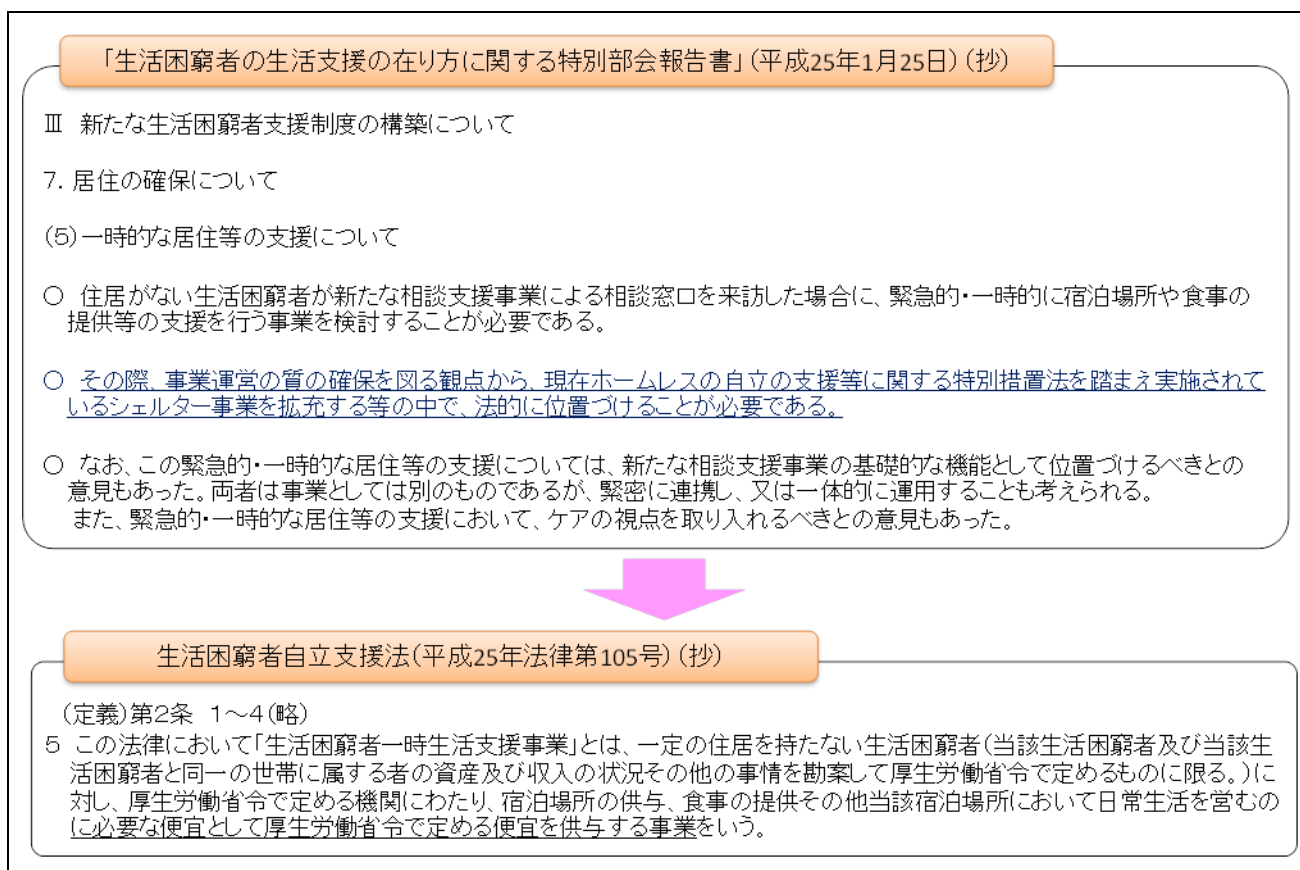 「生活困窮者の生活支援の在り方に関する特別部会報告書」（平成25年1月25日）（抄）
Ⅲ　新たな生活困窮者支援制度の構築について
７．居住の確保について
（５）一時的な居住等の支援について
○　住居がない生活困窮者が新たな相談支援事業による相談窓口を来訪した場合に、緊急的・一時的に宿泊場所や食事の
提供等の支援を行う事業を検討することが必要である。
○　その際、事業運営の質の確保を図る観点から、現在ホームレスの自立の支援等に関する特別措置法を踏まえ実施されて
いるシェルター事業を拡充する等の中で、法的に位置づけることが必要である。
○　なお、この緊急的・一時的な居住等の支援については、新たな相談支援事業の基礎的な機能として位置づけるべきとの
意見もあった。両者は事業としては別のものであるが、緊密に連携し、又は一体的に運用することも考えられる。
また、緊急的・一時的な居住等の支援において、ケアの視点を取り入れるべきとの意見もあった。
生活困窮者自立支援法（平成25年法律第105号）（抄）
（定義）第２条　１～４（略）
５　この法律において「生活困窮者一時生活支援事業」とは、一定の住居を持たない生活困窮者（当該生活困窮者及び当該生
活困窮者と同一の世帯に属する者の資産及び収入の状況その他の事情を勘案して厚生労働省令で定めるものに限る。）に
対し、厚生労働省令で定める機関にわたり、宿泊場所の供与、食事の提供その他当該宿泊場所において日常生活を営むの
に必要な便宜として厚生労働省令で定める便宜を供与する事業をいう。